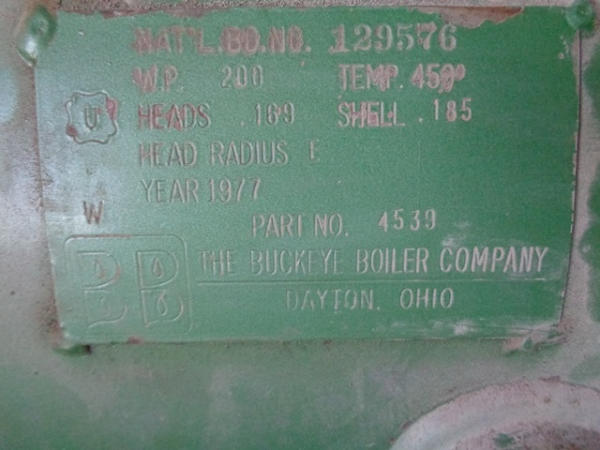 NAT'L.BD.NO. 129576
W.P. 200 TEMP. 450°
U
HEADS .169 SHELL .185
HEAD RADIUS E
YEAR 1977
W
PART NO. 4539
THE BUCKEYE BOILER COMPANY
DAYTON, OHIO